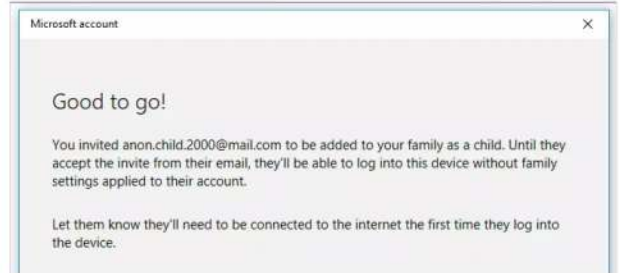 Microsoft account
Good to go!
You invited anon.child.2000@mail.com to be added to your family as a child. Until they
accept the invite from their email, they'll be able to log into this device without family
settings applied to their account.
Let them know they'll need to be connected to the internet the first time they log into
the device.